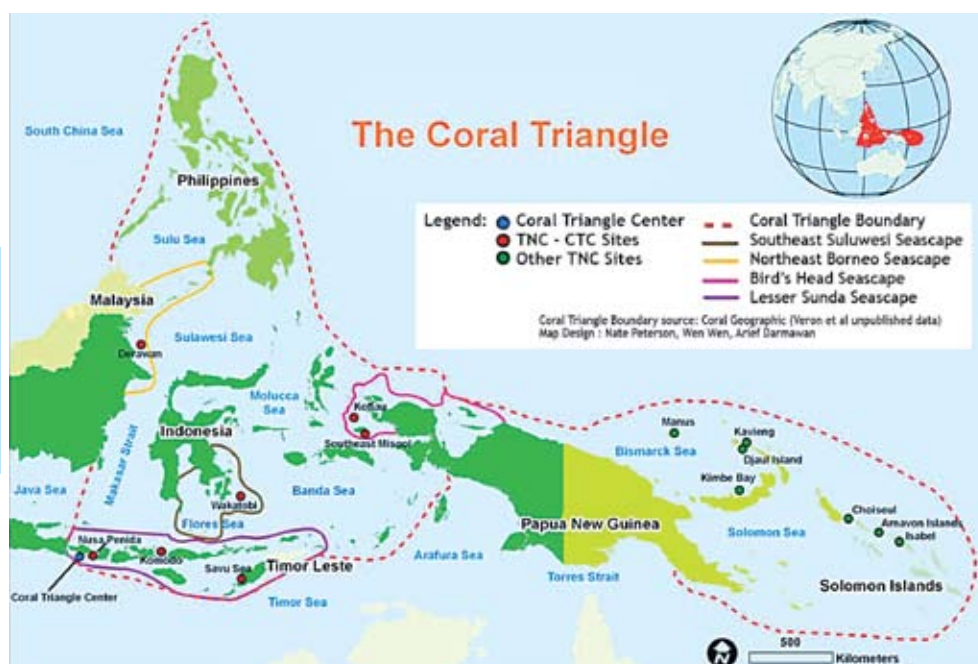 The Coral Triangle
Legend:
Coral Triangle Center
TNC - CTC Sites
Other TNC Sites
Coral Triangle Boundary
Southeast Suluwesi Seascape
Northeast Borneo Seascape
Bird's Head Seascape
Lesser Sunda Seascape
Coral Triangle Boundary source: Coral Geographic (Veron et al unpublished data)
Map Design : Nate Peterson, Wen Wen, Arief Darmawan
South China Sea
Philippines
Sulu Sea
Malaysia
Derawan
Sulawesi Sea
Molucca
Sea
Kofiau
Southeast Misool
Indonesia
Makasar Strait
Java Sea
Wakatobi
Banda Sea
Flores Sea
Nusa Penida
Komodo
Savu Sea
Timor Leste
Coral Triangle Center
Timor Sea
Arafura Sea
Torres Strait
Papua New Guinea
Manus
Bismarck Sea
Kavieng
Djaul Island
Kimbe Bay
Solomon Sea
Choiseul
Arnavon Islands
Isabel
Solomon Islands
N
500
Kilometers